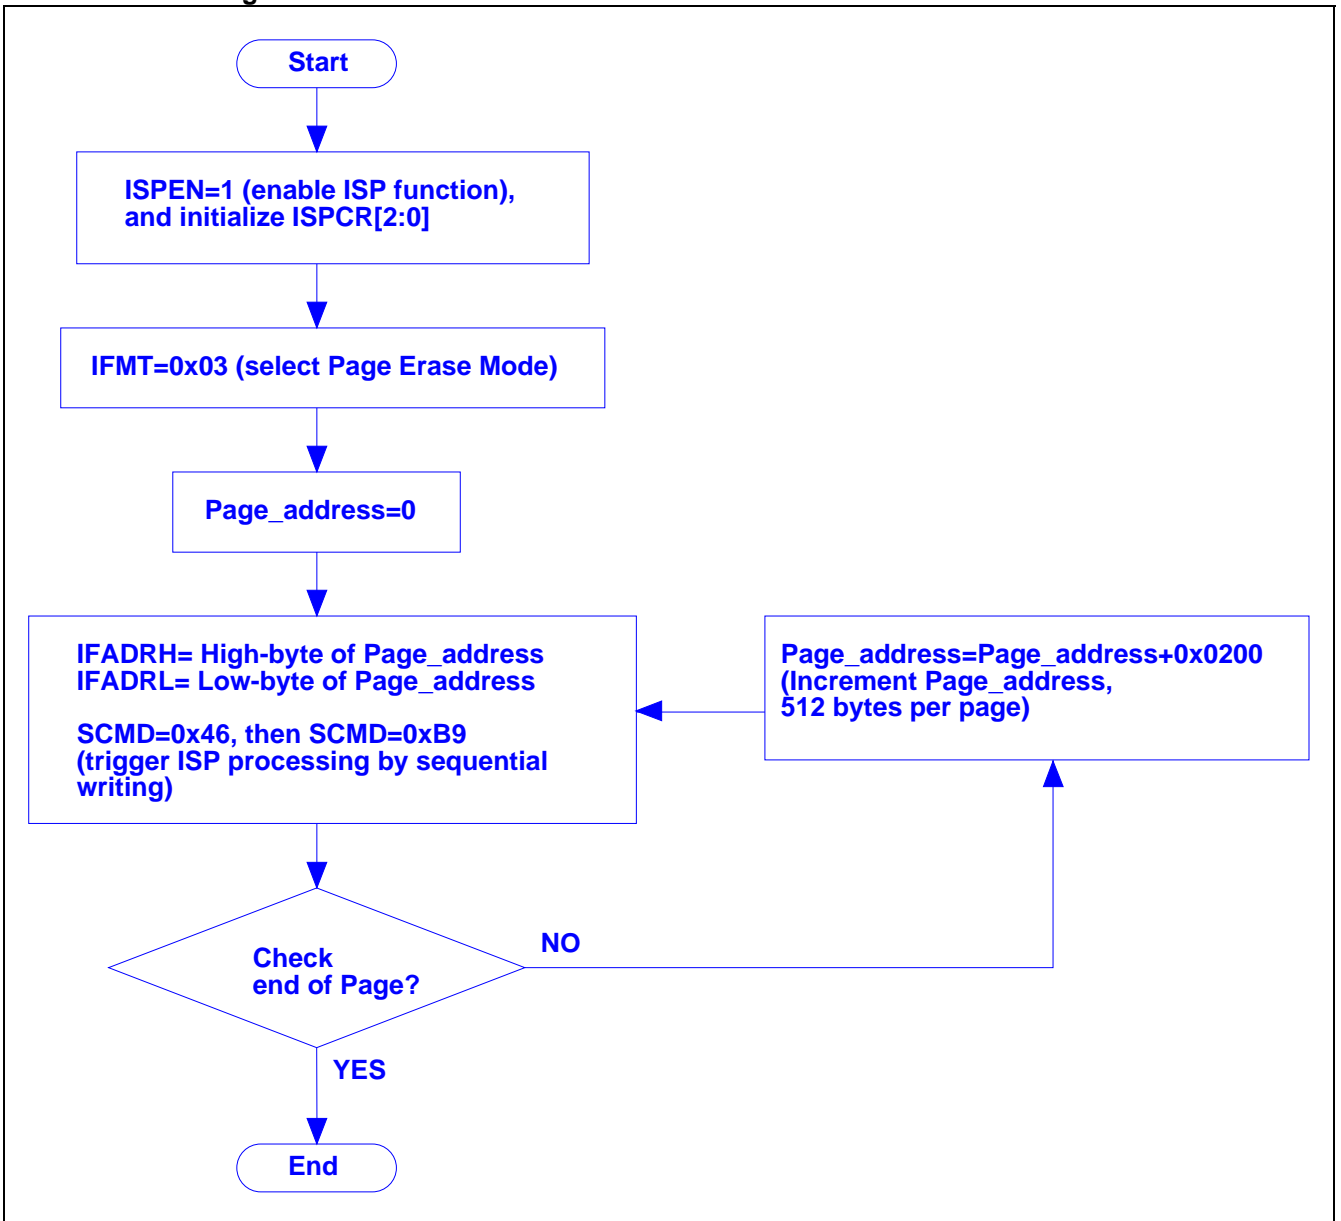 Start
ISPEN=1 (enable ISP function),
and initialize ISPCR[2:0]
IFMT=0x03 (select Page Erase Mode)
Page_address=0
IFADRH= High-byte of Page_address
IFADRL= Low-byte of Page_address
SCMD=0x46, then SCMD=0xB9
(trigger ISP processing by sequential
writing)
Page_address=Page_address+0x0200
(Increment Page_address,
512 bytes per page)
Check
end of Page?
NO
YES
End